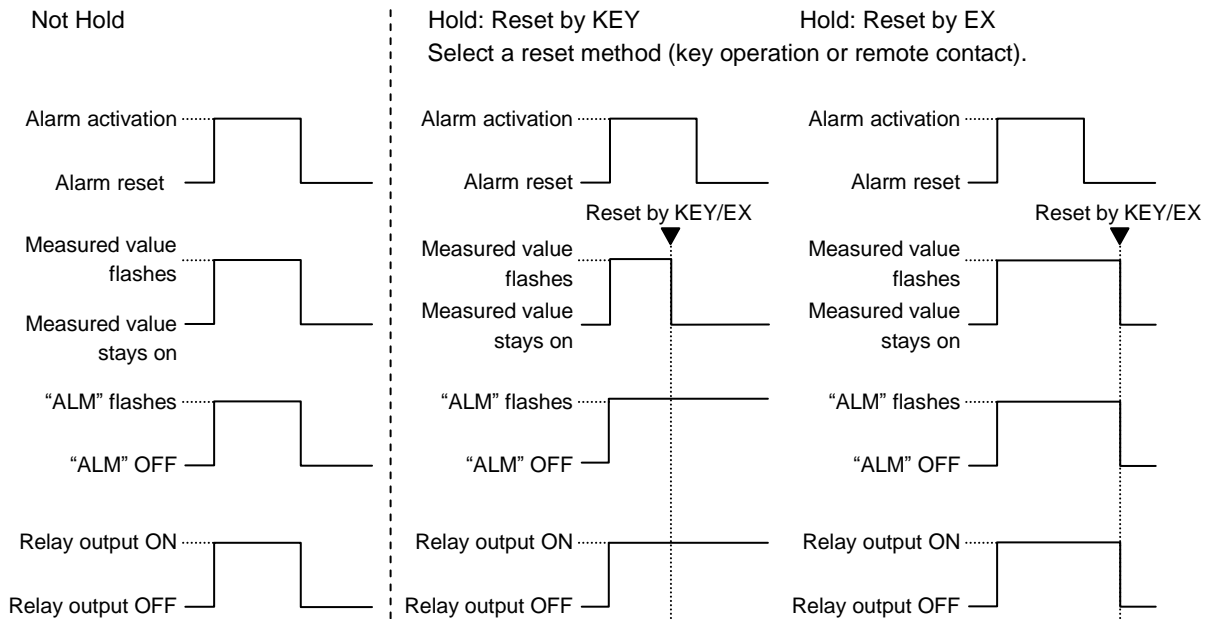 Not Hold
Hold: Reset by KEY
Hold: Reset by EX
Select a reset method (key operation or remote contact).
Alarm activation
Alarm reset
Measured value
flashes
Measured value
stays on
“ALM” flashes
“ALM” OFF
Relay output ON
Relay output OFF
Alarm activation
Alarm reset
Reset by KEY/EX
Measured value
flashes
Measured value
stays on
“ALM” flashes
“ALM” OFF
Relay output ON
Relay output OFF
Alarm activation
Alarm reset
Reset by KEY/EX
Measured value
flashes
Measured value
stays on
“ALM” flashes
“ALM” OFF
Relay output ON
Relay output OFF